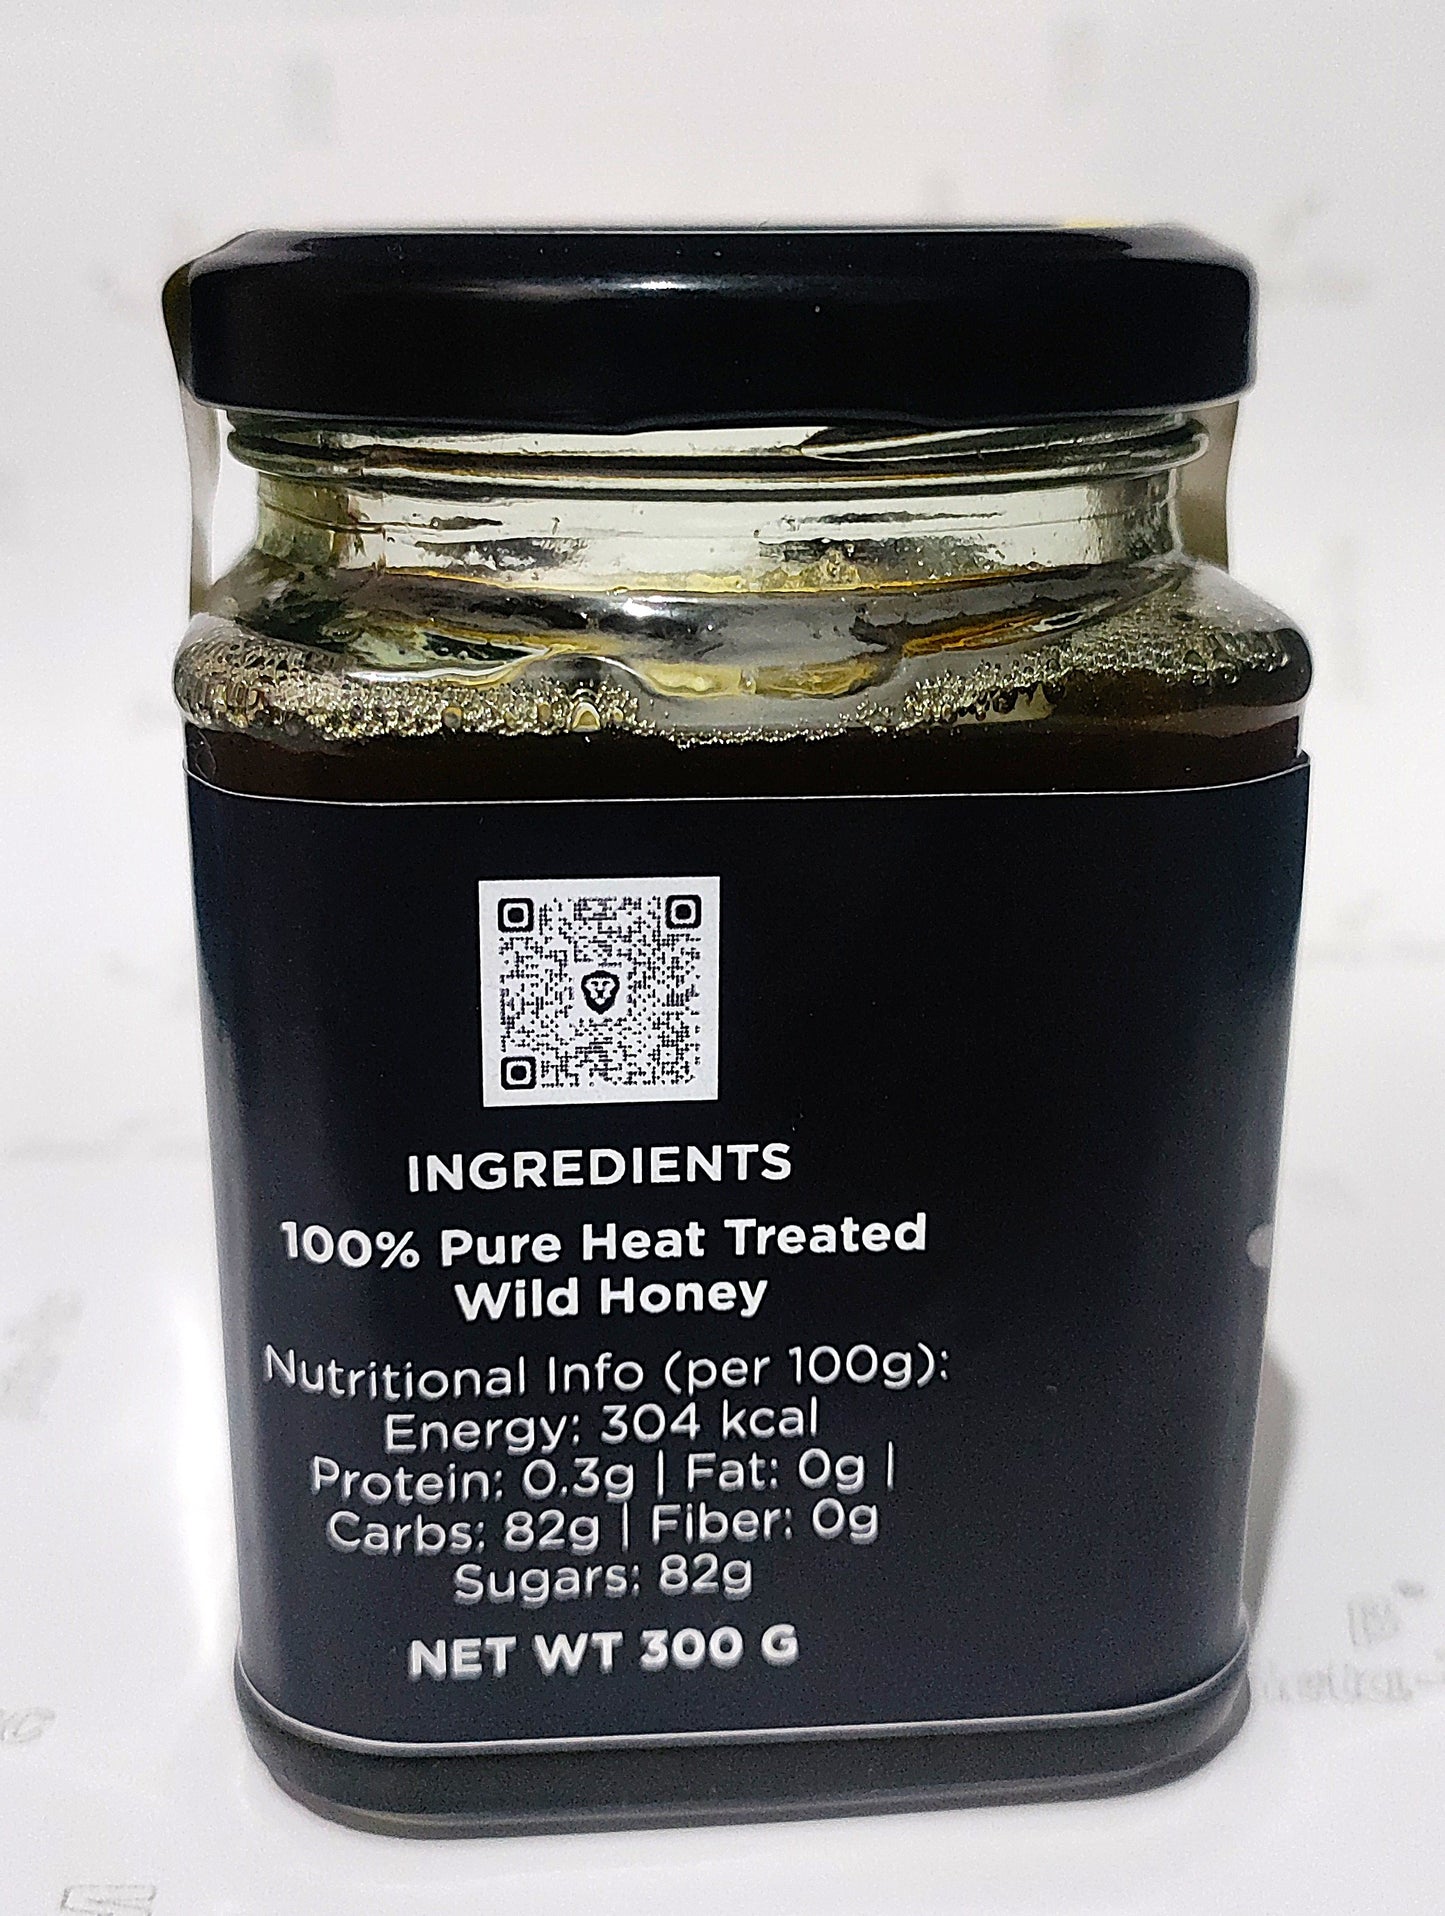 INGREDIENTS
100% Pure Heat Treated
Wild Honey
Nutritional Info (per 100g):
Energy: 304 kcal
Protein: 0.3g | Fat: 0g |
Carbs: 82g | Fiber: 0g
Sugars: 82g
NET WT 300 G